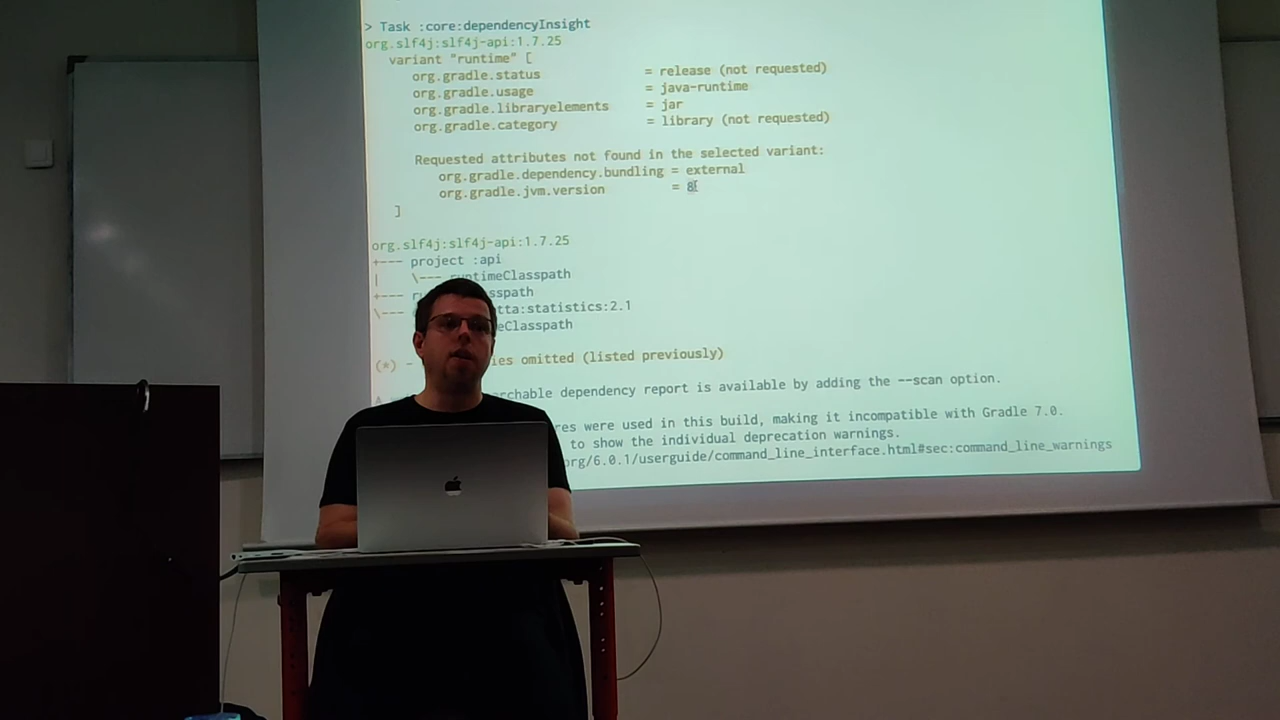 > Task :core:dependencyInsight
org.slf4j:slf4j-api:1.7.25
variant "runtime" [
org.gradle.status = release (not requested)
org.gradle.usage = java-runtime
org.gradle.libraryelements = jar
org.gradle.category = library (not requested)
Requested attributes not found in the selected variant:
org.gradle.dependency.bundling = external
org.gradle.jvm.version = 8
]
org.slf4j:slf4j-api:1.7.25
+--- project :api
| \--- runtimeClasspath
+--- r sspath
\--- tta:statistics:2.1
eClasspath
(*) - ies omitted (listed previously)
A rchable dependency report is available by adding the --scan option.
res were used in this build, making it incompatible with Gradle 7.0.
to show the individual deprecation warnings.
org/6.0.1/userguide/command_line_interface.html#sec:command_line_warnings